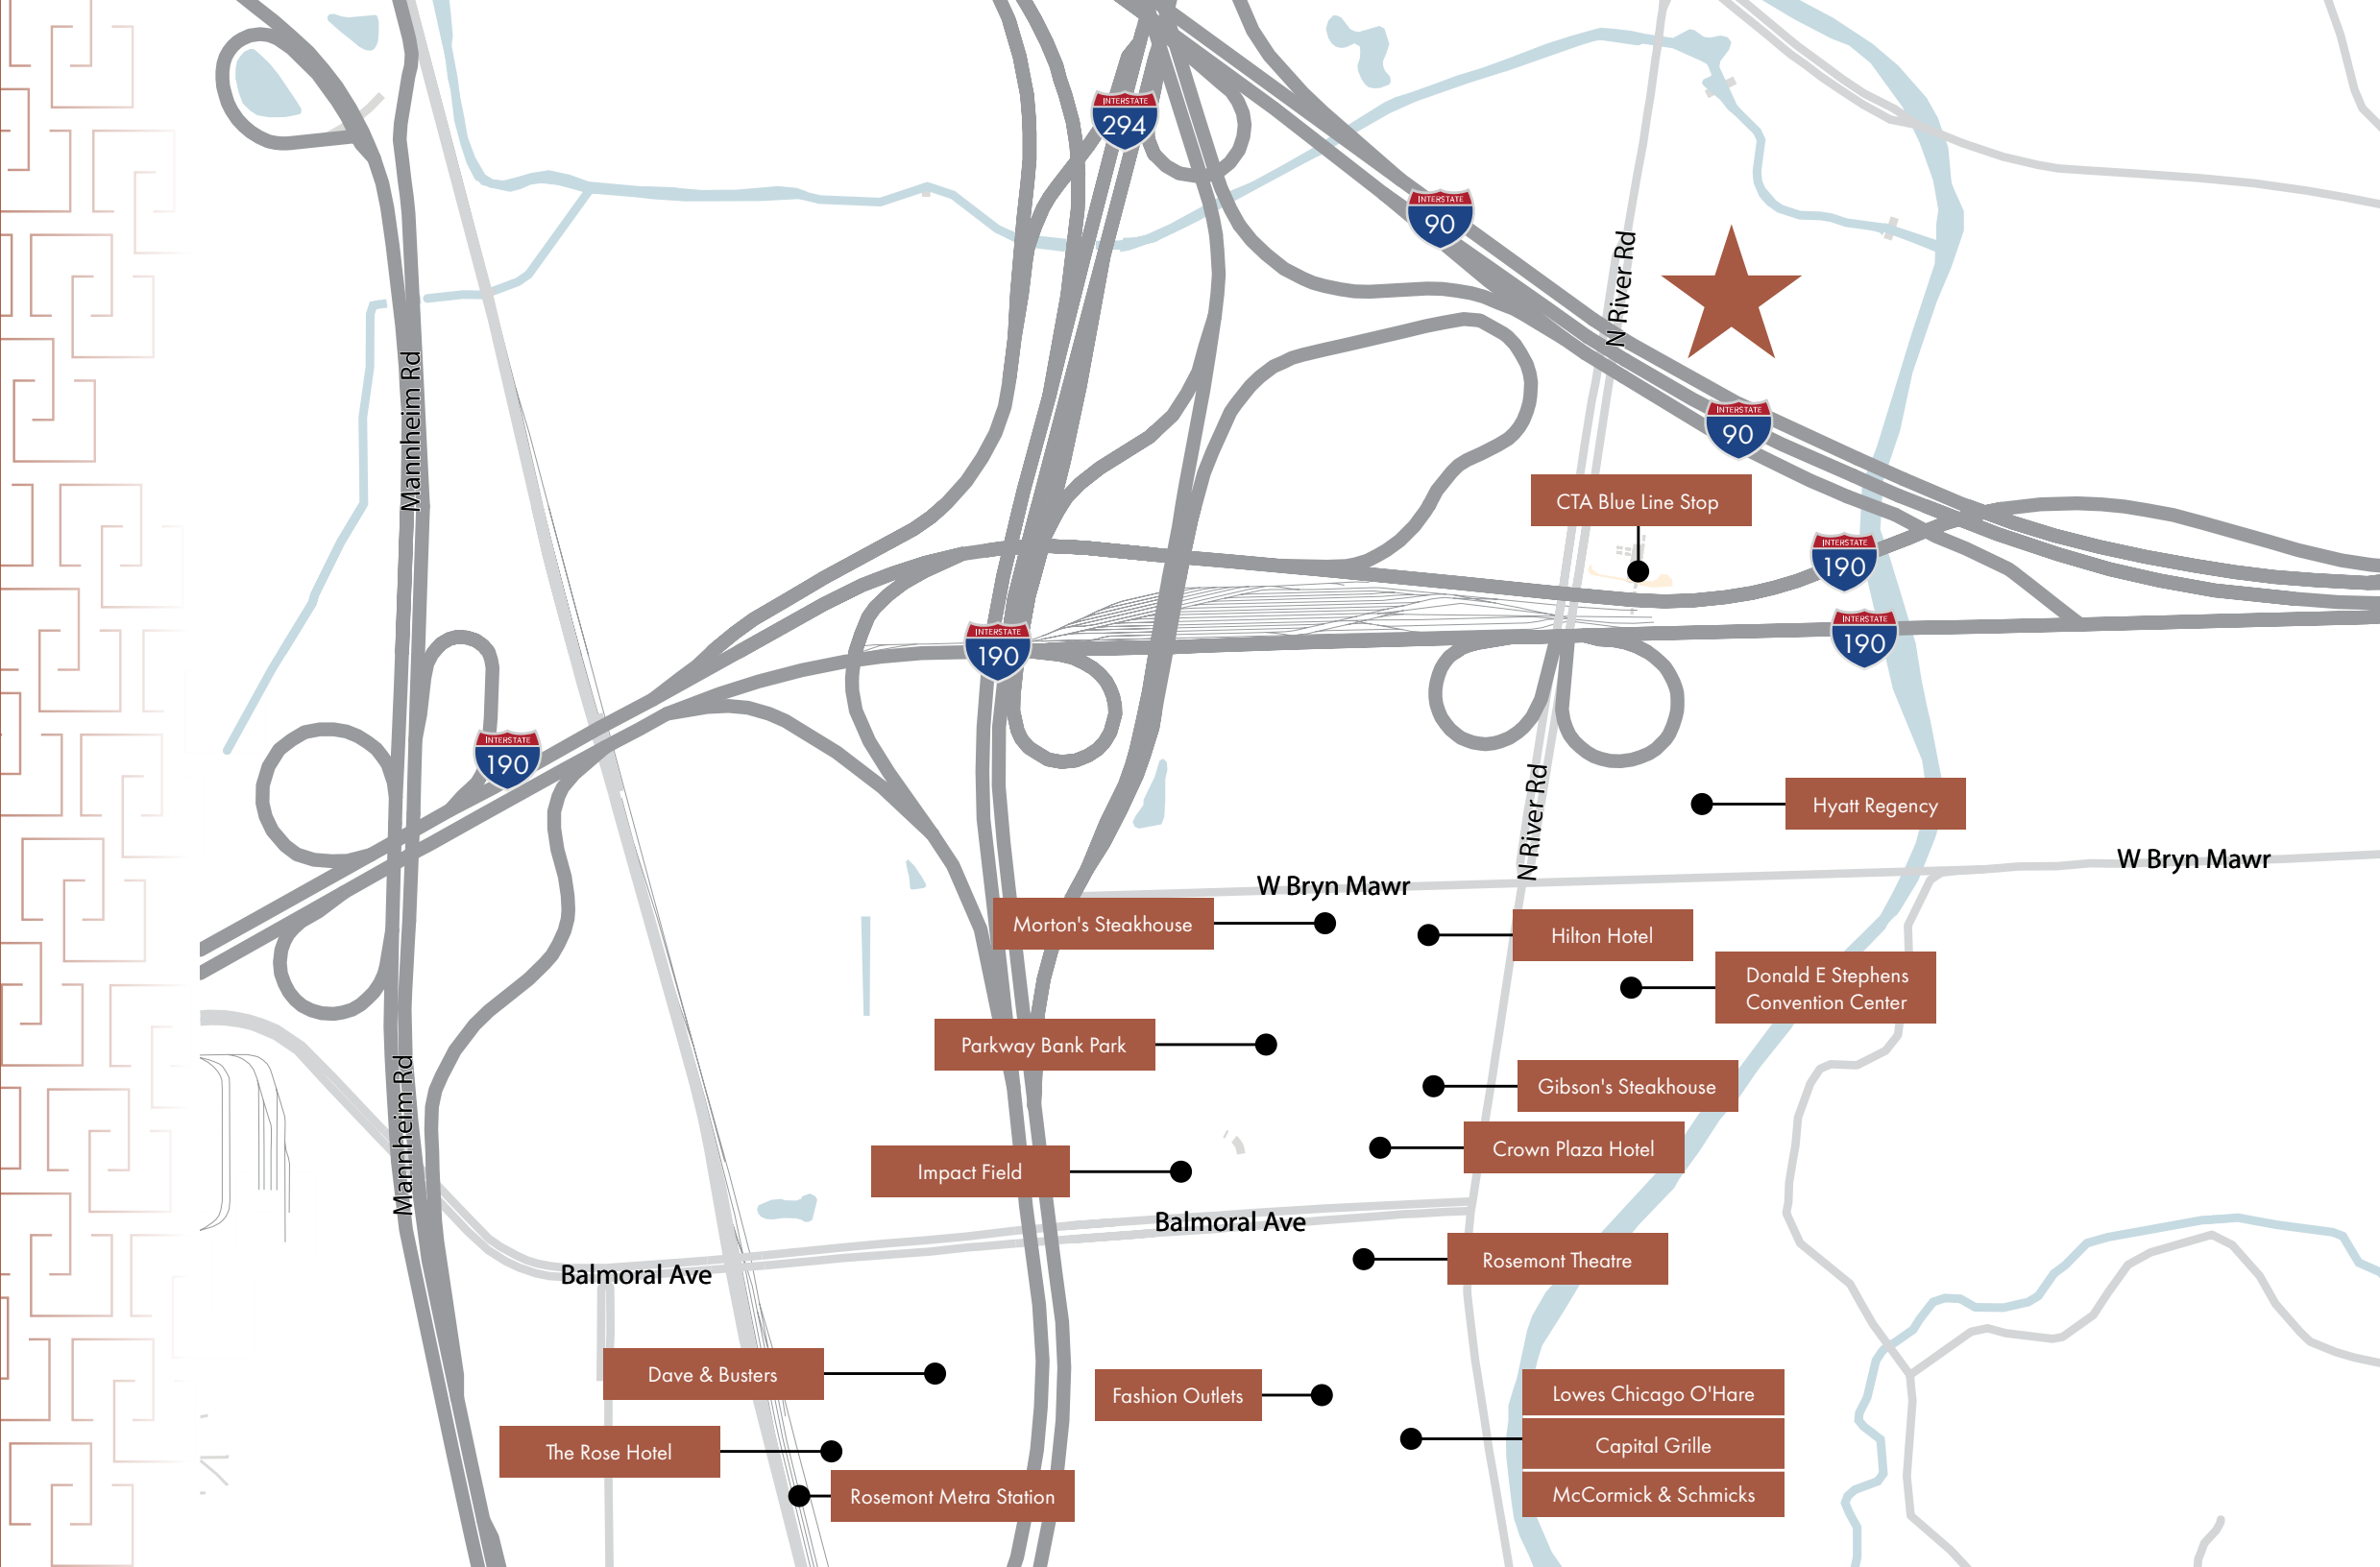 INTERSTATE
294
INTERSTATE
90
N River Rd
Mannheim Rd
INTERSTATE
90
CTA Blue Line Stop
INTERSTATE
190
INTERSTATE
190
INTERSTATE
190
INTERSTATE
190
Hyatt Regency
N River Rd
W Bryn Mawr
W Bryn Mawr
Morton's Steakhouse
Hilton Hotel
Donald E Stephens
Convention Center
Parkway Bank Park
Gibson's Steakhouse
Mannheim Rd
Crown Plaza Hotel
Impact Field
Balmoral Ave
Rosemont Theatre
Balmoral Ave
Dave & Busters
Fashion Outlets
Lowes Chicago O'Hare
Capital Grille
The Rose Hotel
McCormick & Schmicks
Rosemont Metra Station